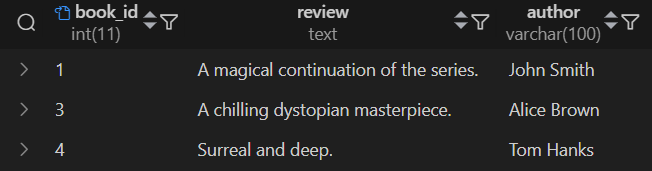 book_id review author
int(11) text varchar(100)
1 A magical continuation of the series. John Smith
3 A chilling dystopian masterpiece. Alice Brown
4 Surreal and deep. Tom Hanks